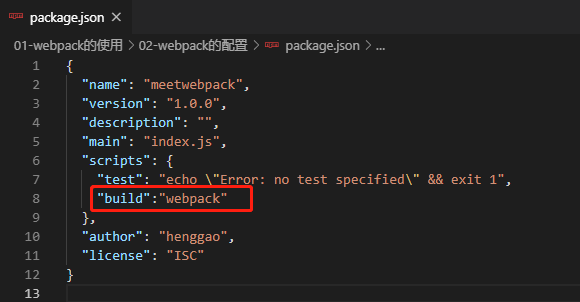 package.json ×
01-webpack的使用 > 02-webpack的配置 > package.json > ...
1 {
2 "name": "meetwebpack",
3 "version": "1.0.0",
4 "description": "",
5 "main": "index.js",
6 "scripts": {
7 "test": "echo \"Error: no test specified\" && exit 1",
8 "build":"webpack"
9 },
10 "author": "henggao",
11 "license": "ISC"
12 }
13